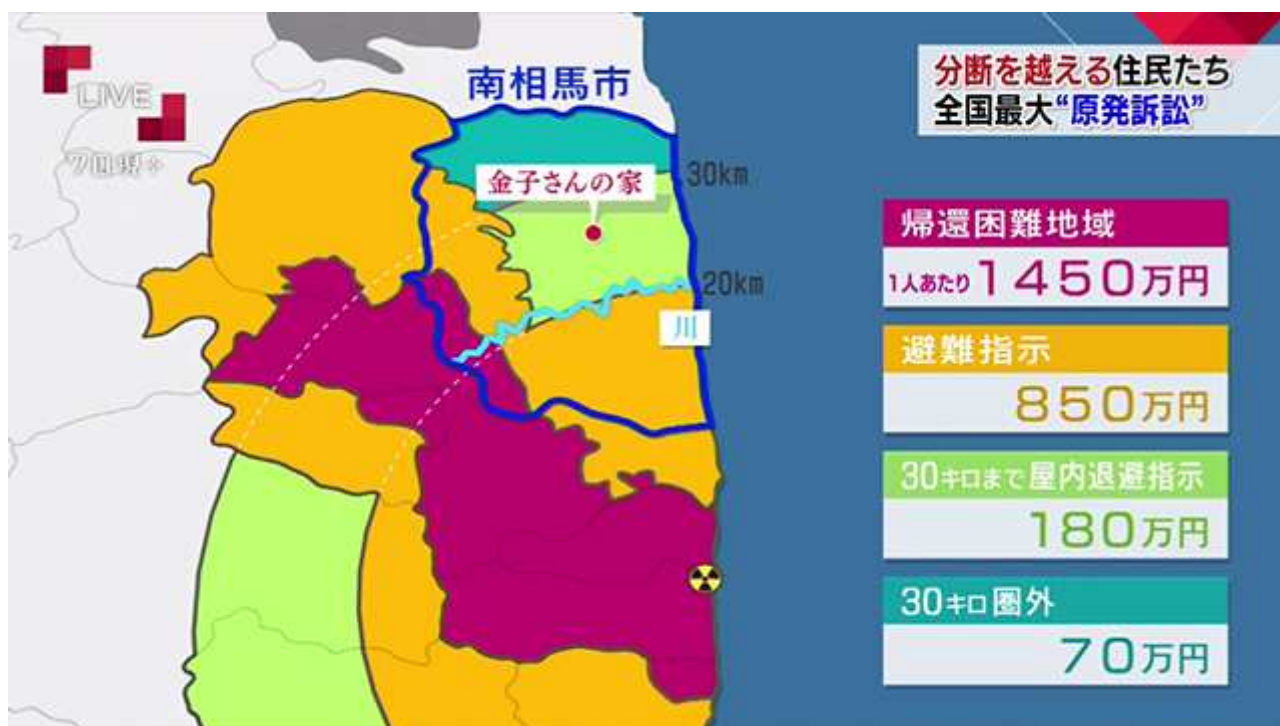 南相馬市
LIVE
分断を越える住民たち
全国最大“原発訴訟”
金子さんの家
30km
20km
川
帰還困難地域
1人あたり1450万円
避難指示
850万円
30キロまで屋内退避指示
180万円
30キロ圏外
70万円